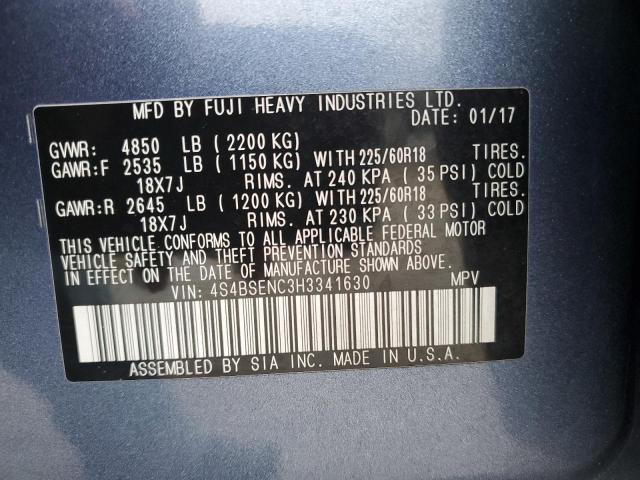 MFD BY FUJI HEAVY INDUSTRIES LTD.
DATE: 01/17
GVWR: 4850 LB ( 2200 KG)
GAWR:F 2535 LB ( 1150 KG) WITH 225/60R18 TIRES.
18X7J RIMS. AT 240 KPA ( 35 PSI) COLD
GAWR:R 2645 LB ( 1200 KG) WITH 225/60R18 TIRES.
18X7J RIMS. AT 230 KPA ( 33 PSI) COLD
THIS VEHICLE CONFORMS TO ALL APPLICABLE FEDERAL MOTOR
VEHICLE SAFETY AND THEFT PREVENTION STANDARDS
IN EFFECT ON THE DATE OF MANUFACTURE SHOWN ABOVE.
VIN: 4S4BSENC3H3341630 MPV
ASSEMBLED BY SIA INC. MADE IN U.S.A.